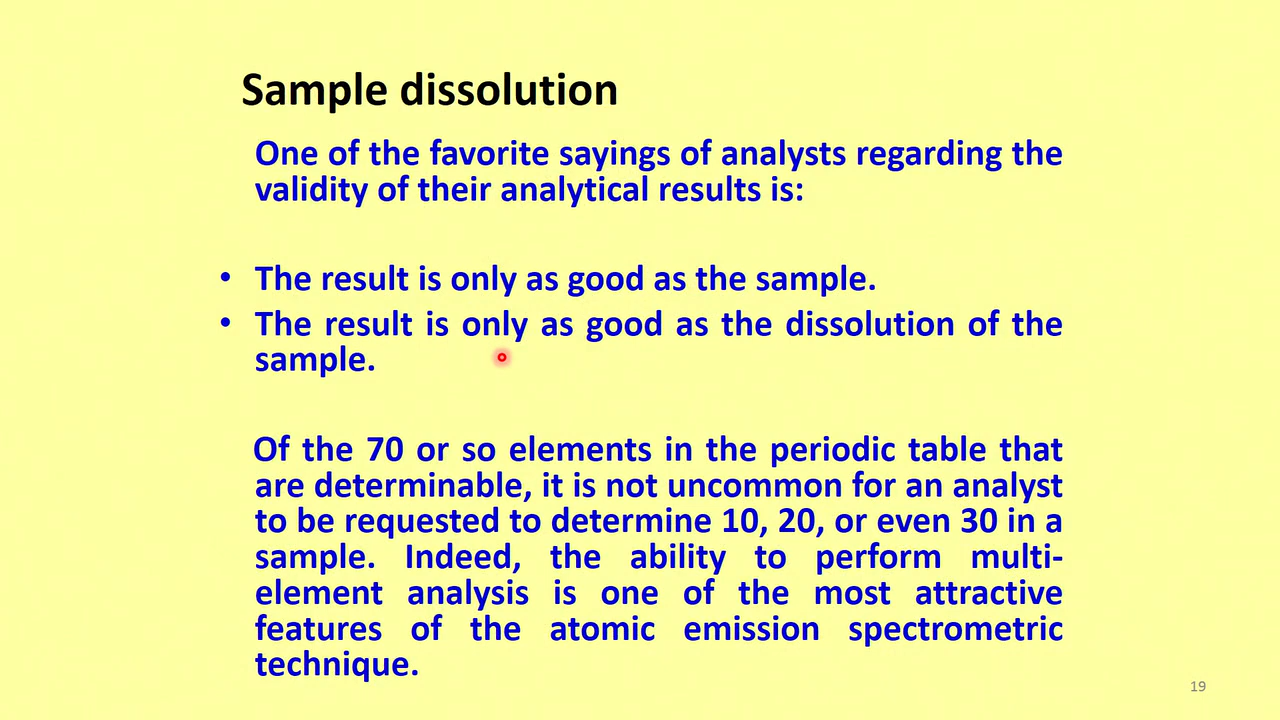 Sample dissolution
One of the favorite sayings of analysts regarding the
validity of their analytical results is:
• The result is only as good as the sample.
• The result is only as good as the dissolution of the
sample.
Of the 70 or so elements in the periodic table that
are determinable, it is not uncommon for an analyst
to be requested to determine 10, 20, or even 30 in a
sample. Indeed, the ability to perform multi-
element analysis is one of the most attractive
features of the atomic emission spectrometric
technique.
19